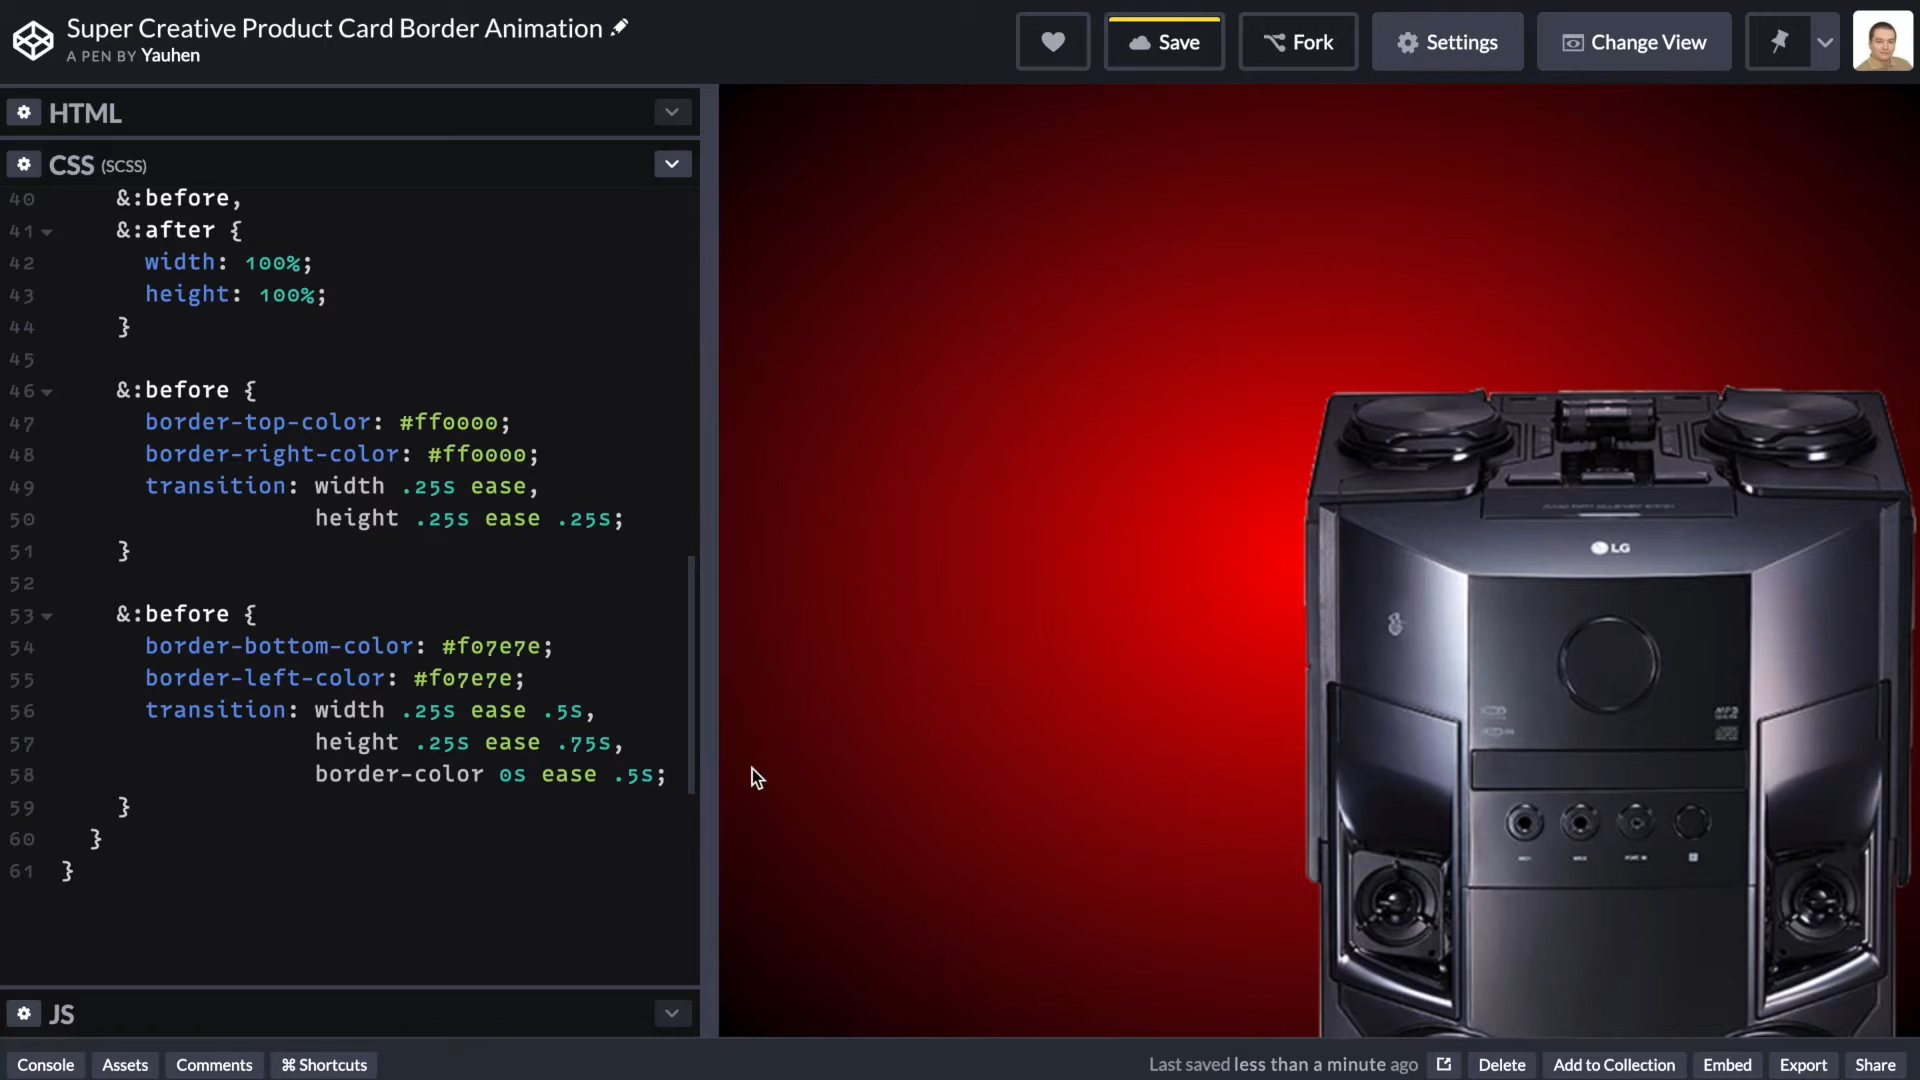 Super Creative Product Card Border Animation
A PEN BY Yauhen
Save
Fork
Settings
Change View
HTML
CSS (SCSS)
40 &:before,
41 &:after {
42 width: 100%;
43 height: 100%;
44 }
45
46 &:before {
47 border-top-color: #ff0000;
48 border-right-color: #ff0000;
49 transition: width .25s ease,
50 height .25s ease .25s;
51 }
52
53 &:before {
54 border-bottom-color: #f07e7e;
55 border-left-color: #f07e7e;
56 transition: width .25s ease .5s,
57 height .25s ease .75s,
58 border-color 0s ease .5s;
59 }
60 }
61 }
LG
JS
Console
Assets
Comments
⌘ Shortcuts
Last saved less than a minute ago
Delete
Add to Collection
Embed
Export
Share